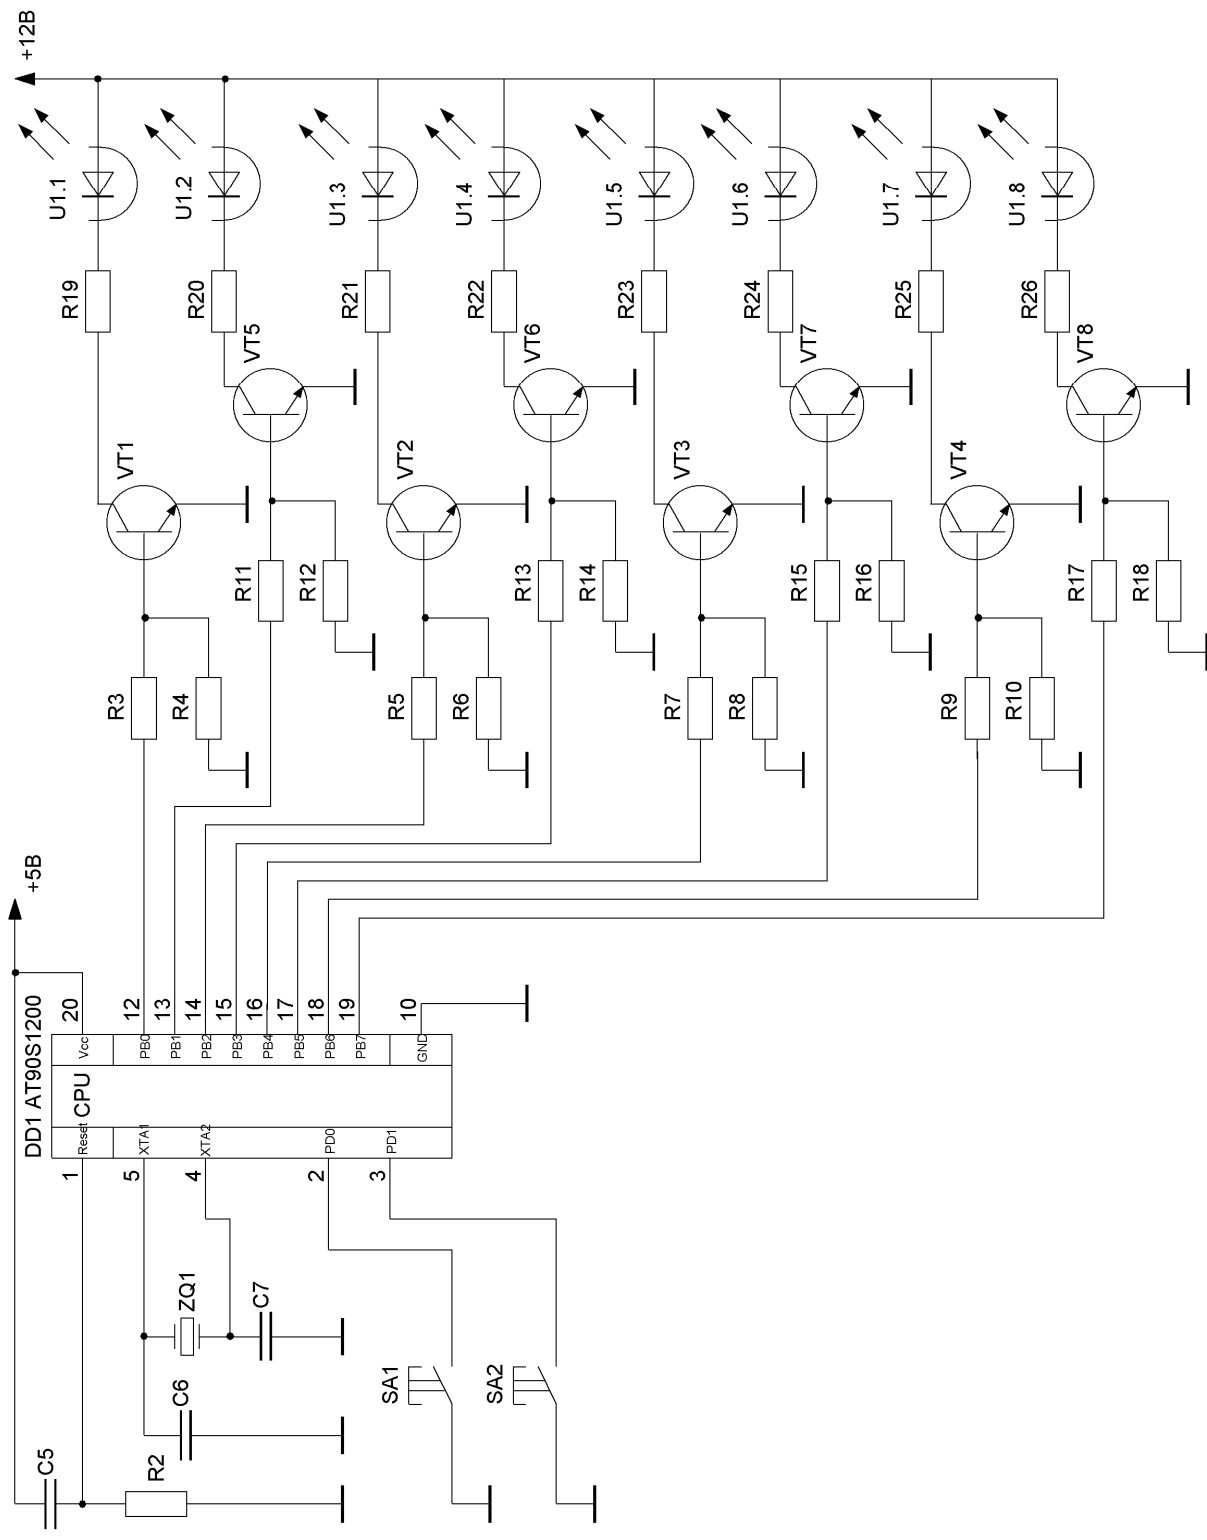 +12В
U1.1
U1.2
U1.3
U1.4
U1.5
U1.6
U1.7
U1.8
R19
R20
R21
R22
R23
R24
R25
R26
VT5
VT6
VT7
VT8
VT1
VT2
VT3
VT4
R11
R12
R13
R14
R15
R16
R17
R18
R3
R4
R5
R6
R7
R8
R9
R10
+5В
DD1 AT90S1200
20
12
13
14
15
16
17
18
19
10
Vcc
PB0
PB1
PB2
PB3
PB4
PB5
PB6
PB7
GND
CPU
Reset
XTA1
XTA2
PD0
PD1
1
5
4
2
3
ZQ1
C7
C6
SA1
SA2
C5
R2